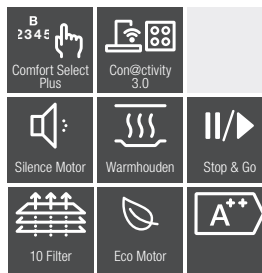 B
2345
Comfort Select
Plus
Con@ctivity
3.0
Silence Motor
Warmhouden
Stop & Go
10 Filter
Eco Motor
A++